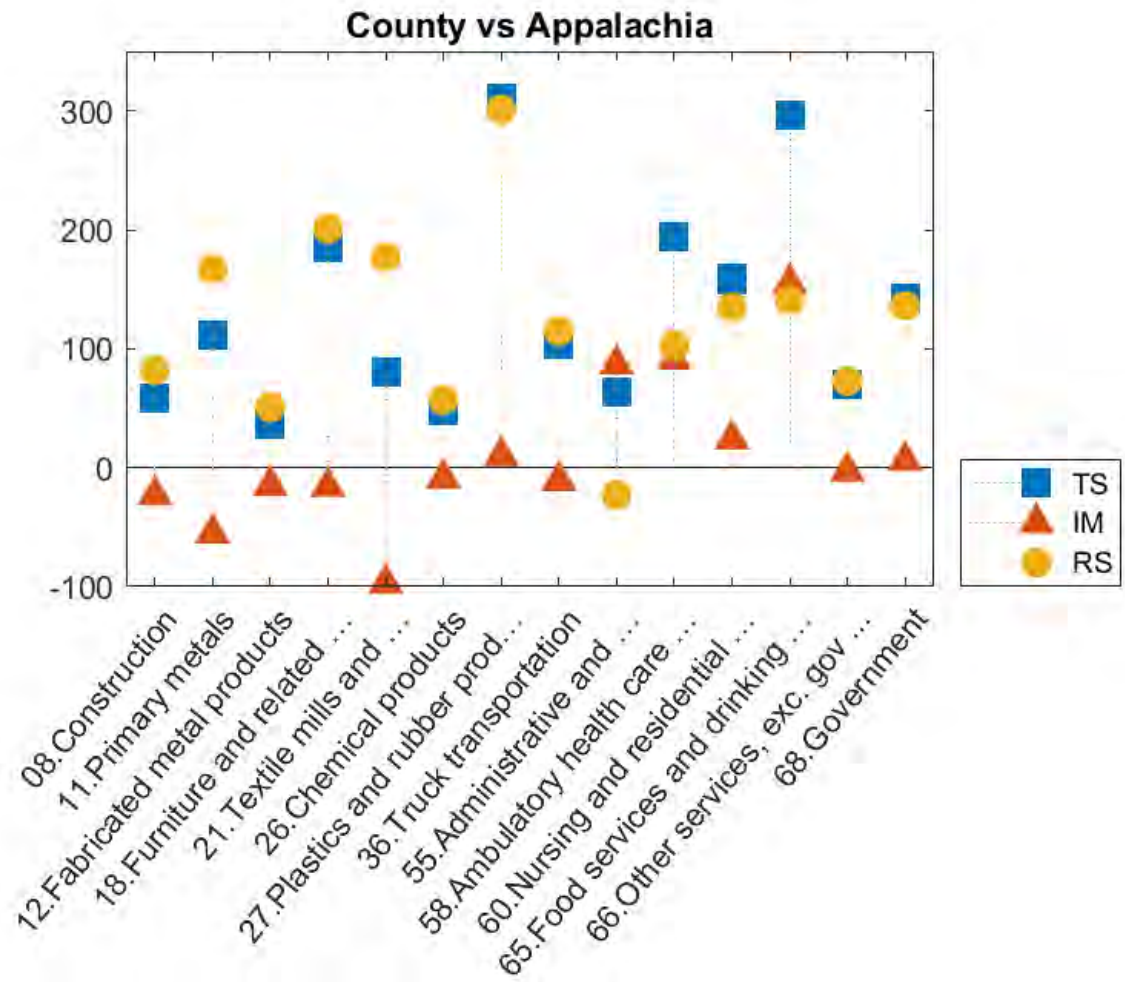 County vs Appalachia
300
200
100
0
-100
TS
IM
RS
08.Construction
11.Primary metals
12.Fabricated metal products
18.Furniture and related ...
21.Textile mills and ...
26.Chemical products
27.Plastics and rubber prod...
36.Truck transportation
55.Administrative and ...
58.Ambulatory health care ...
60.Nursing and residential ...
65.Food services and drinking ...
66.Other services, exc. gov ...
68.Government